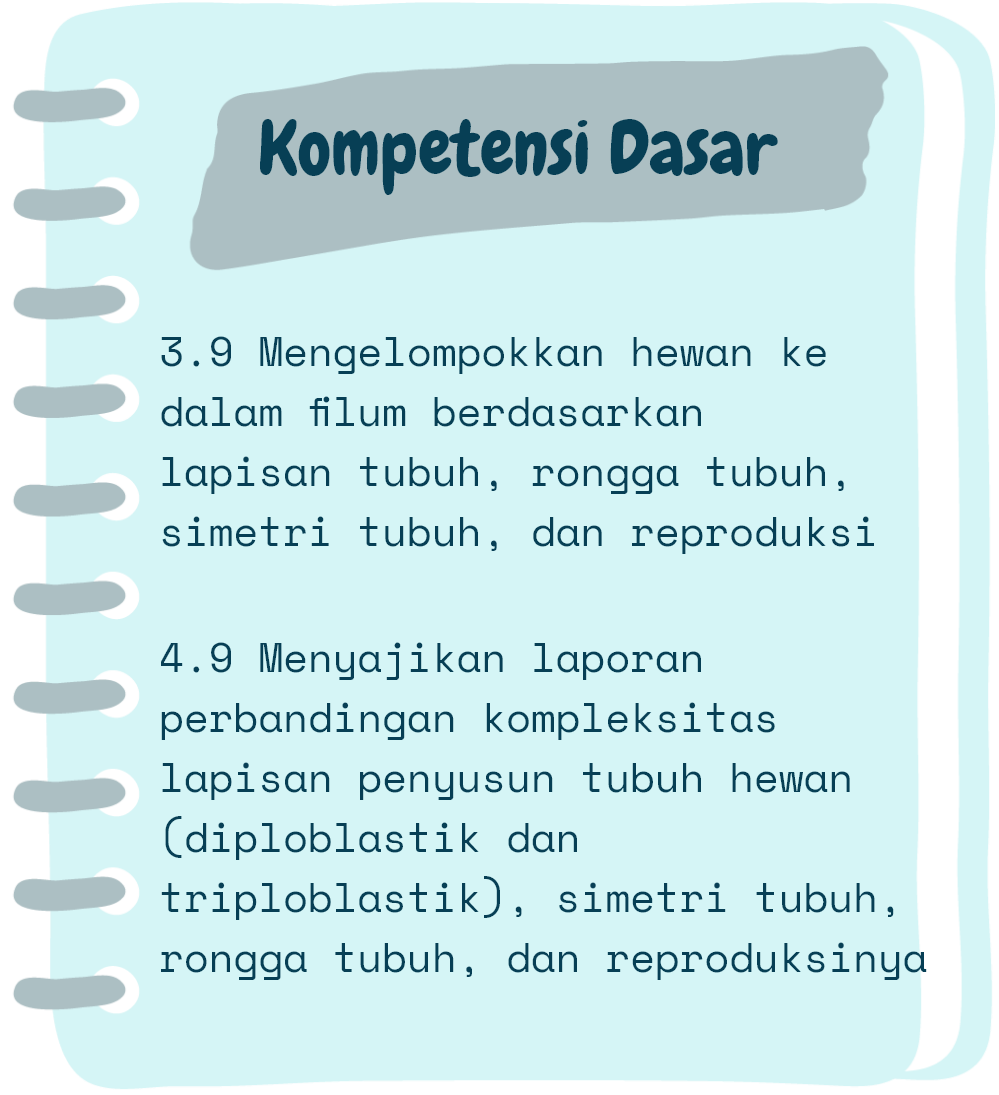 Kompetensi Dasar
3.9 Mengelompokkan hewan ke
dalam filum berdasarkan
lapisan tubuh, rongga tubuh,
simetri tubuh, dan reproduksi
4.9 Menyajikan laporan
perbandingan kompleksitas
lapisan penyusun tubuh hewan
(diploblastik dan
triploblastik), simetri tubuh,
rongga tubuh, dan reproduksinya